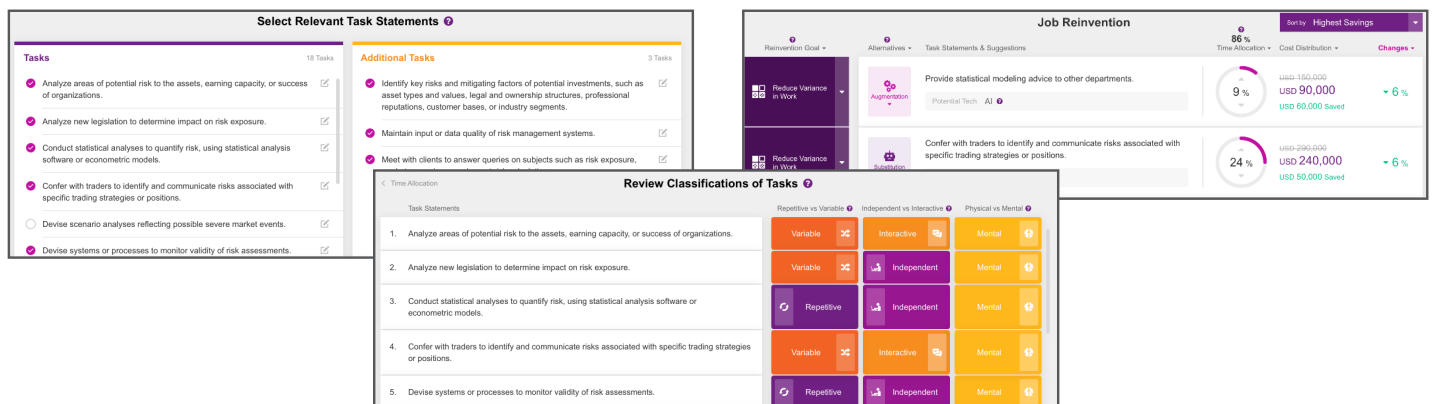 Select Relevant Task Statements
Tasks
18 Tasks
Analyze areas of potential risk to the assets, earning capacity, or success
of organizations.
Analyze new legislation to determine impact on risk exposure.
Conduct statistical analyses to quantify risk, using statistical analysis
software or econometric models.
Confer with traders to identify and communicate risks associated with
specific trading strategies or positions.
Devise scenario analyses reflecting possible severe market events.
Devise systems or processes to monitor validity of risk assessments.
Additional Tasks
3 Tasks
Identify key risks and mitigating factors of potential investments, such as
asset types and values, legal and ownership structures, professional
reputations, customer bases, or industry segments.
Maintain input or data quality of risk management systems.
Meet with clients to answer queries on subjects such as risk exposure,
Job Reinvention
Sort by Highest Savings
Reinvention Goal
Alternatives
Task Statements & Suggestions
86 %
Time Allocation
Cost Distribution
Changes
Reduce Variance
in Work
Augmentation
Provide statistical modeling advice to other departments.
Potential Tech AI
9 %
USD 150,000
USD 90,000
USD 60,000 Saved
6 %
Reduce Variance
in Work
Substitution
Confer with traders to identify and communicate risks associated with
specific trading strategies or positions.
24 %
USD 290,000
USD 240,000
USD 50,000 Saved
6 %
Time Allocation
Review Classifications of Tasks
Task Statements
Repetitive vs Variable
Independent vs Interactive
Physical vs Mental
1. Analyze areas of potential risk to the assets, earning capacity, or success of organizations.
Variable
Interactive
Mental
2. Analyze new legislation to determine impact on risk exposure.
Variable
Independent
Mental
3. Conduct statistical analyses to quantify risk, using statistical analysis software or
econometric models.
Repetitive
Independent
Mental
4. Confer with traders to identify and communicate risks associated with specific trading strategies
or positions.
Variable
Interactive
Mental
5. Devise systems or processes to monitor validity of risk assessments.
Repetitive
Independent
Mental